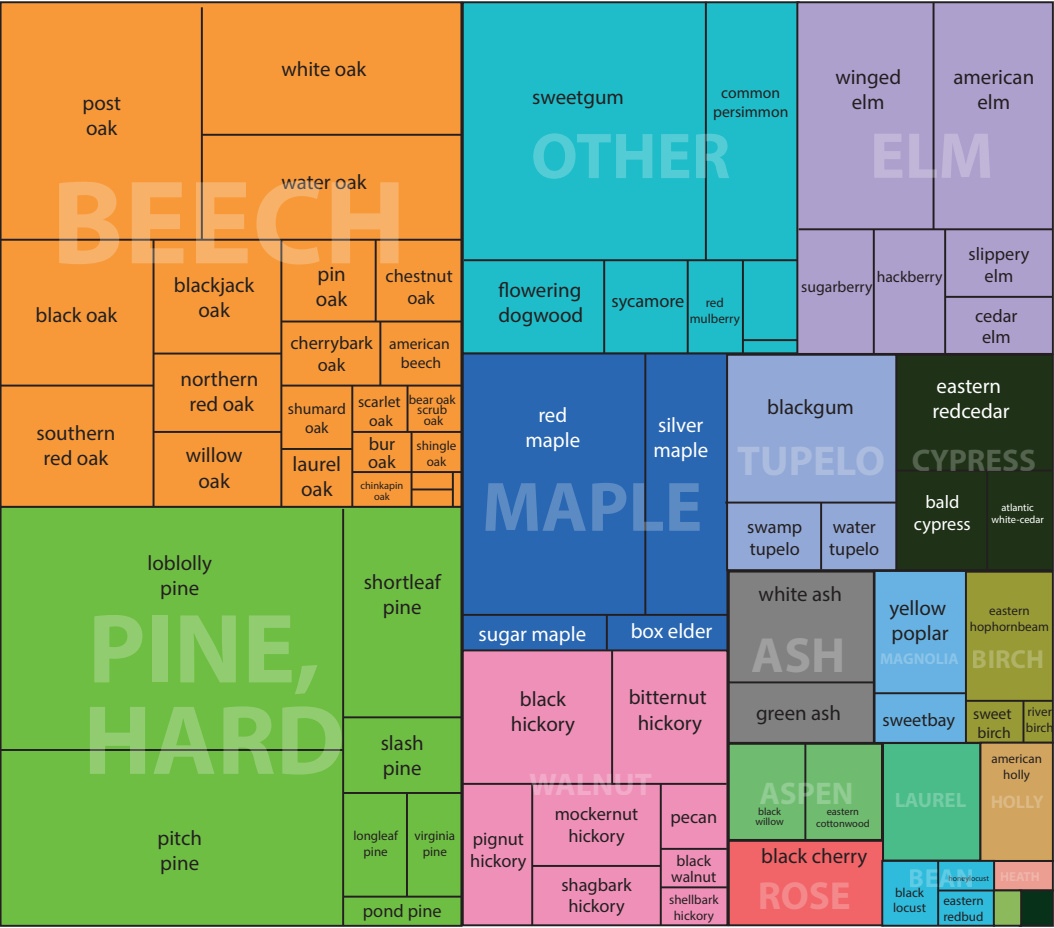 post
oak
white oak
water oak
BEECH
black oak
blackjack
oak
pin
oak
chestnut
oak
cherrybark
oak
american
beech
northern
red oak
southern
red oak
willow
oak
shumard
oak
laurel
oak
scarlet
oak
bear oak
scrub
oak
bur
oak
shingle
oak
chinkapin
oak
loblolly
pine
shortleaf
pine
PINE,
HARD
slash
pine
pitch
pine
longleaf
pine
virginia
pine
pond pine
sweetgum
common
persimmon
OTHER
flowering
dogwood
sycamore
red
mulberry
winged
elm
american
elm
ELM
sugarberry
hackberry
slippery
elm
cedar
elm
red
maple
silver
maple
MAPLE
sugar maple
box elder
blackgum
TUPELO
swamp
tupelo
water
tupelo
eastern
redcedar
CYPRESS
bald
cypress
atlantic
white-cedar
black
hickory
bitternut
hickory
WALNUT
pignut
hickory
mockernut
hickory
pecan
shagbark
hickory
black
walnut
shellbark
hickory
white ash
ASH
green ash
yellow
poplar
MAGNOLIA
sweetbay
eastern
hophornbeam
BIRCH
sweet
birch
river
birch
ASPEN
black
willow
eastern
cottonwood
LAUREL
american
holly
HOLLY
black cherry
ROSE
BEAN
black
locust
honeylocust
eastern
redbud
HEATH